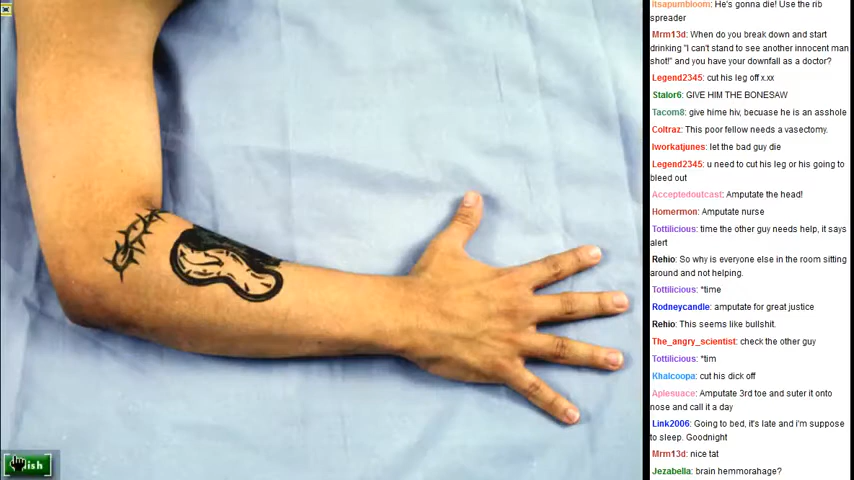 Itsapumbloom: He's gonna die! Use the rib
spreader
Mrm13d: When do you break down and start
drinking "I can't stand to see another innocent man
shot!" and you have your downfall as a doctor?
Legend2345: cut his leg off x.xx
Stalor6: GIVE HIM THE BONESAW
Tacom8: give hime hiv, becuase he is an asshole
Coltraz: This poor fellow needs a vasectomy.
Iworkatjunes: let the bad guy die
Legend2345: u need to cut his leg or his going to
bleed out
Acceptedoutcast: Amputate the head!
Homermon: Amputate nurse
Tottilicious: time the other guy needs help, it says
alert
Rehio: So why is everyone else in the room sitting
around and not helping.
Tottilicious: *time
Rodneycandle: amputate for great justice
Rehio: This seems like bullshit.
The_angry_scientist: check the other guy
Tottilicious: *tim
Khalcoopa: cut his dick off
Aplesuace: Amputate 3rd toe and suter it onto
nose and call it a day
Link2006: Going to bed, it's late and i'm suppose
to sleep. Goodnight
Mrm13d: nice tat
Jezabella: brain hemmorahage?